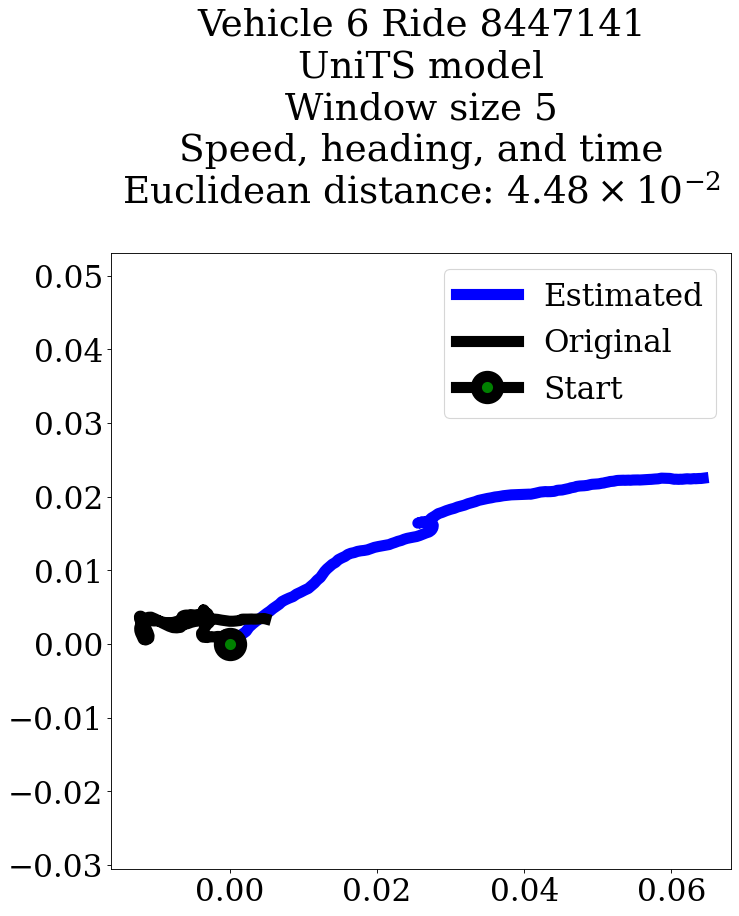 Vehicle 6 Ride 8447141
UniTS model
Window size 5
Speed, heading, and time
Euclidean distance: 4.48 × 10⁻²
Estimated
Original
Start
0.05
0.04
0.03
0.02
0.01
0.00
−0.01
−0.02
−0.03
0.00 0.02 0.04 0.06